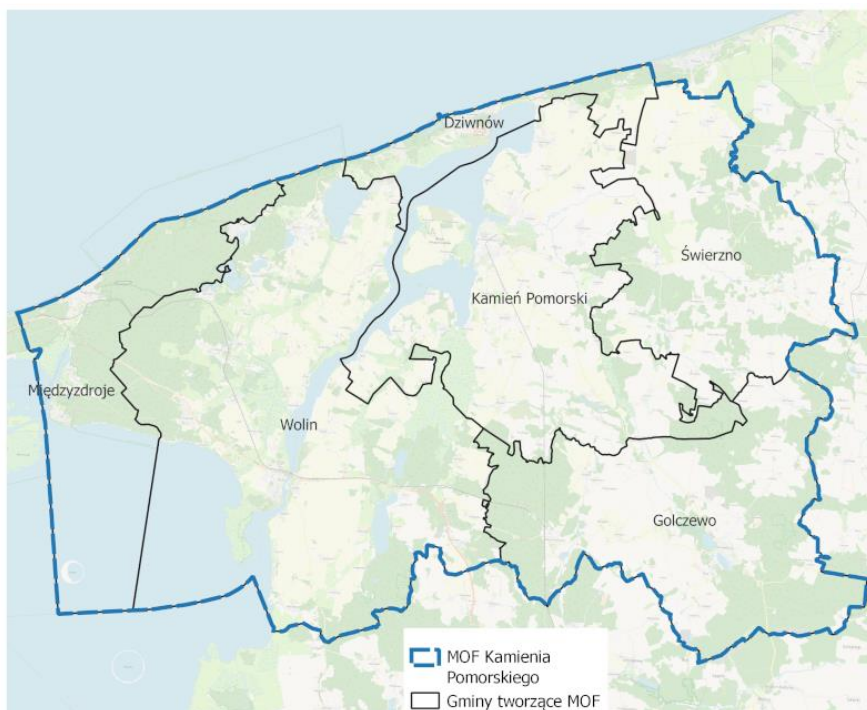 Dziwnów
Świerzno
Kamień Pomorski
Międzyzdroje
Wolin
Golczewo
MOF Kamienia
Pomorskiego
Gminy tworzące MOF